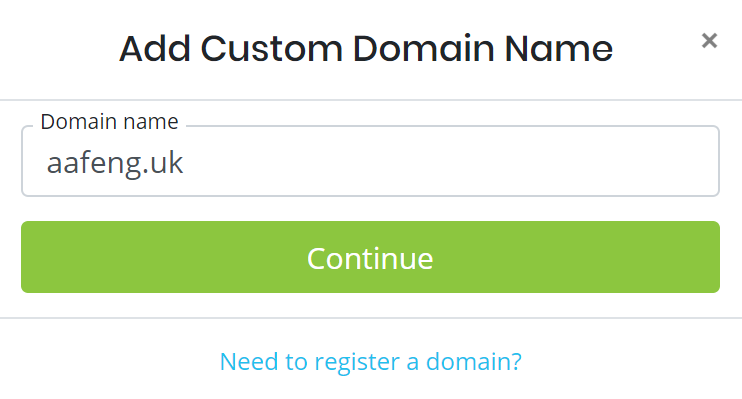 Add Custom Domain Name
×
Domain name
aafeng.uk
Continue
Need to register a domain?